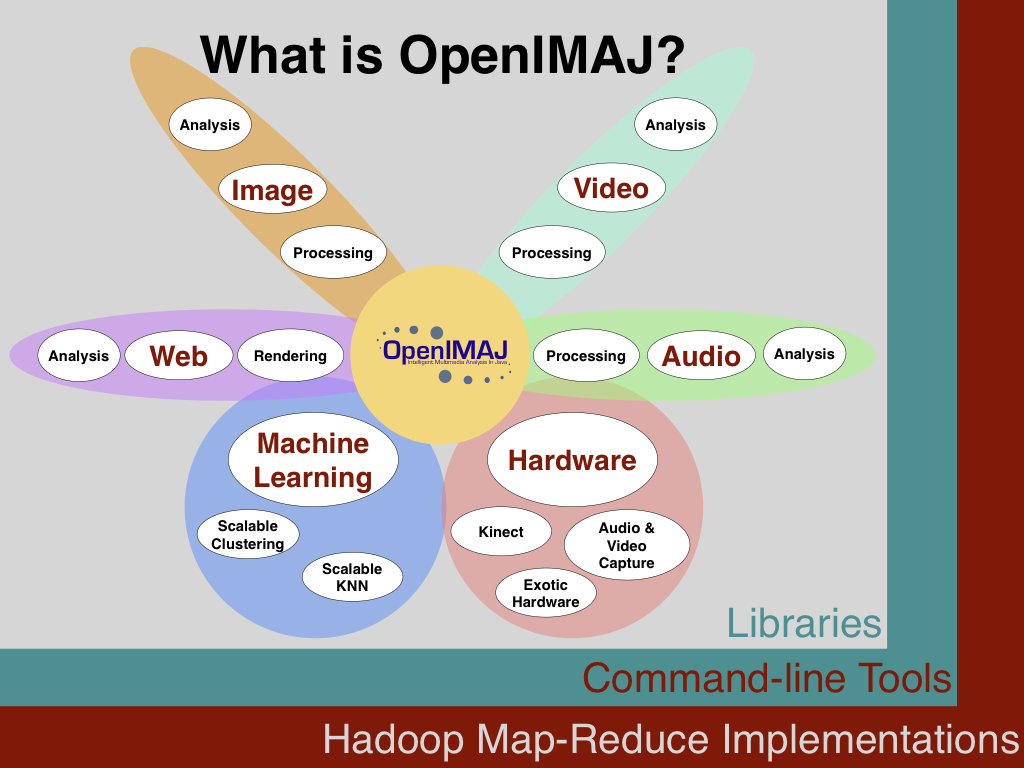 What is OpenIMAJ?
Analysis
Image
Processing
Analysis
Video
Processing
Analysis
Web
Rendering
OpenIMAJ
Intelligent Multimedia Analysis In Java
Processing
Audio
Analysis
Machine
Learning
Scalable
Clustering
Scalable
KNN
Hardware
Kinect
Audio &
Video
Capture
Exotic
Hardware
Libraries
Command-line Tools
Hadoop Map-Reduce Implementations